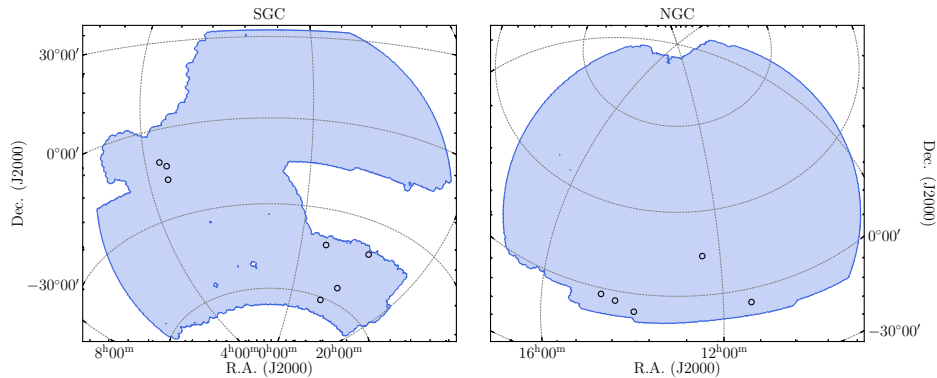 SGC
NGC
30°00′
0°00′
−30°00′
Dec. (J2000)
8ʰ00ᵐ
4ʰ00ᵐ0ʰ00ᵐ
20ʰ00ᵐ
R.A. (J2000)
0°00′
−30°00′
Dec. (J2000)
16ʰ00ᵐ
12ʰ00ᵐ
R.A. (J2000)